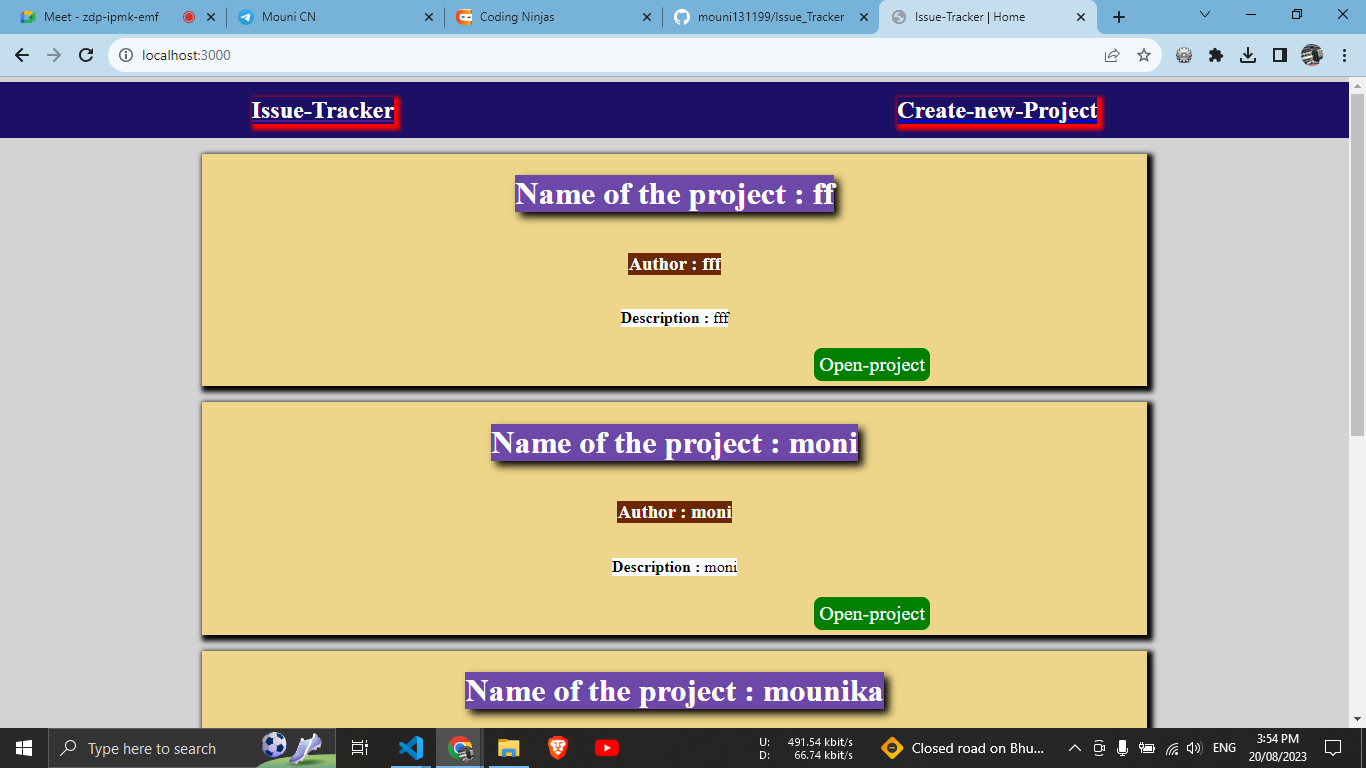 Meet - zdp-ipmk-emf
Mouni CN
Coding Ninjas
mouni131199/Issue_Tracker
Issue-Tracker | Home
localhost:3000
Issue-Tracker
Create-new-Project
Name of the project : ff
Author : fff
Description : fff
Open-project
Name of the project : moni
Author : moni
Description : moni
Open-project
Name of the project : mounika
Type here to search
U: 491.54 kbit/s
D: 66.74 kbit/s
Closed road on Bhu...
ENG
3:54 PM
20/08/2023